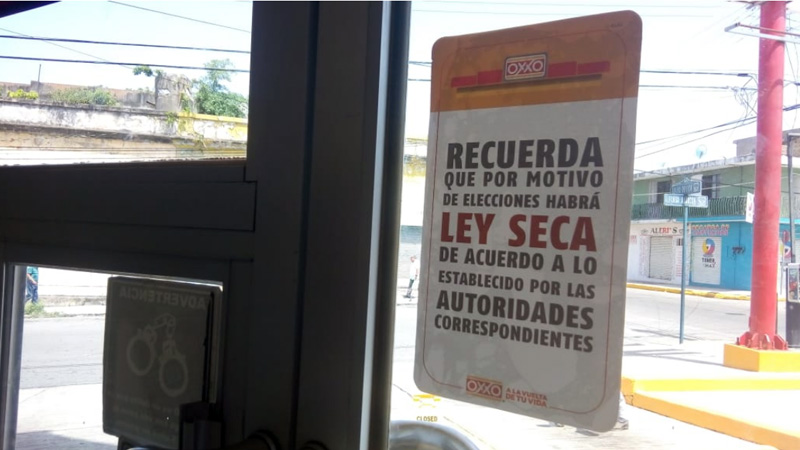 OXXO
RECUERDA
QUE POR MOTIVO
DE ELECCIONES HABRÁ
LEY SECA
DE ACUERDO A LO
ESTABLECIDO POR LAS
AUTORIDADES
CORRESPONDIENTES
OXXO A LA VUELTA
DE TU VIDA
ADVERTENCIA
CLOSED